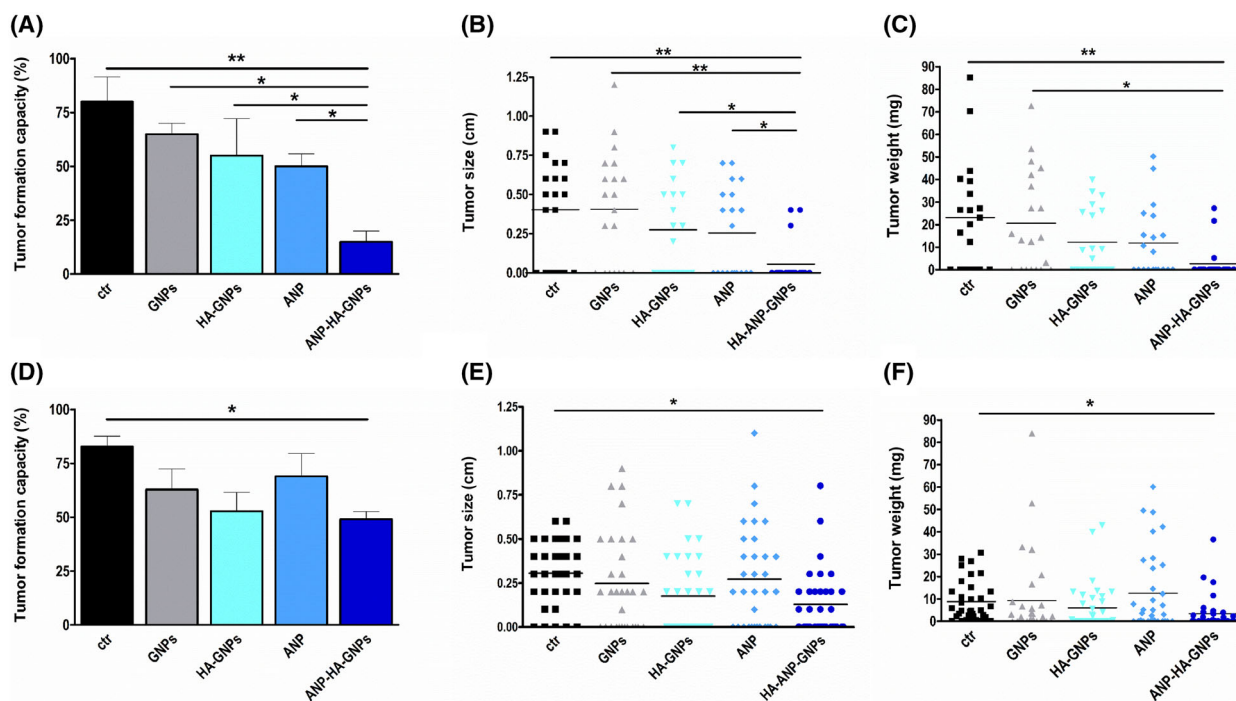 (A)
Tumor formation capacity (%)
100
75
50
25
0
**
*
*
*
ctr
GNPs
HA-GNPs
ANP
ANP-HA-GNPs
(B)
Tumor size (cm)
1.25
1.00
0.75
0.50
0.25
0.00
**
**
*
*
ctr
GNPs
HA-GNPs
ANP
HA-ANP-GNPs
(C)
Tumor weight (mg)
90
80
70
60
50
40
30
20
10
0
**
*
ctr
GNPs
HA-GNPs
ANP
ANP-HA-GNPs
(D)
Tumor formation capacity (%)
100
75
50
25
0
*
ctr
GNPs
HA-GNPs
ANP
ANP-HA-GNPs
(E)
Tumor size (cm)
1.25
1.00
0.75
0.50
0.25
0.00
*
ctr
GNPs
HA-GNPs
ANP
HA-ANP-GNPs
(F)
Tumor weight (mg)
90
80
70
60
50
40
30
20
10
0
*
ctr
GNPs
HA-GNPs
ANP
ANP-HA-GNPs